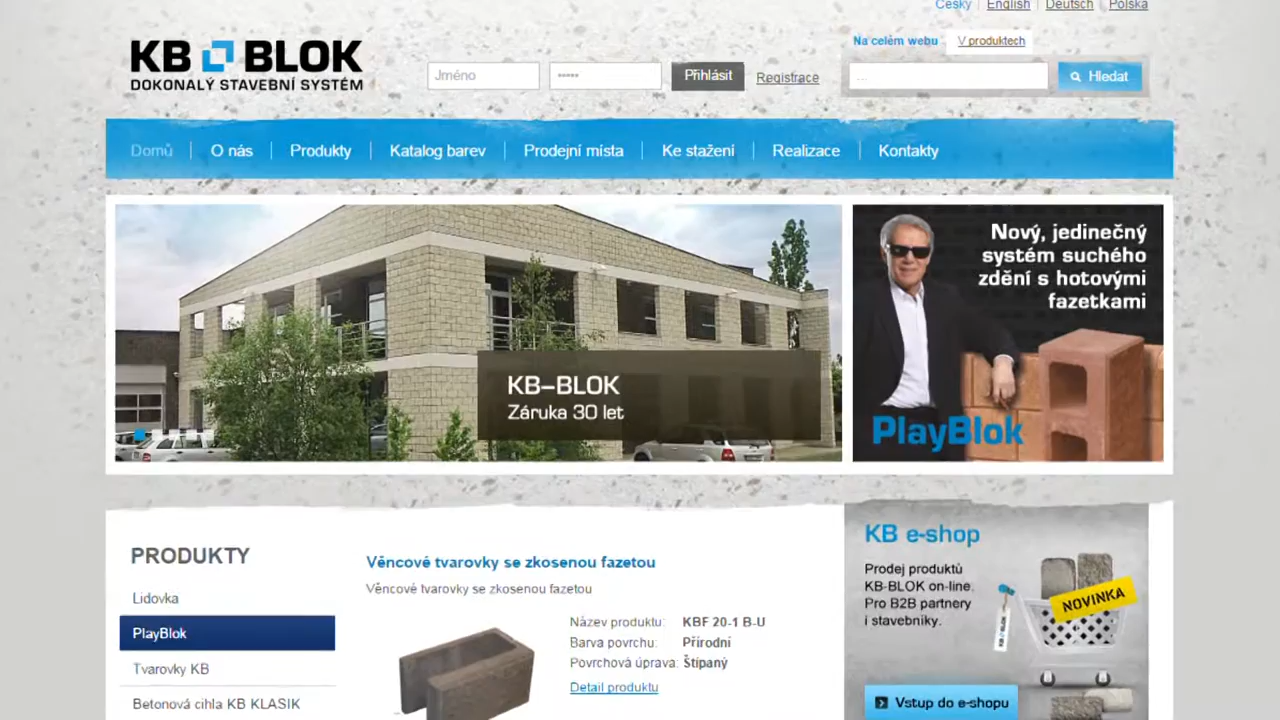 Česky English Deutsch Polska
KB BLOK
DOKONALÝ STAVEBNÍ SYSTÉM
Jméno
•••••
Přihlásit
Registrace
Na celém webu
V produktech
...
Hledat
Domů O nás Produkty Katalog barev Prodejní místa Ke stažení Realizace Kontakty
KB–BLOK
Záruka 30 let
Nový, jedinečný
systém suchého
zdění s hotovými
fazetkami
PlayBlok
PRODUKTY
Lidovka
PlayBlok
Tvarovky KB
Betonová cihla KB KLASIK
Věncové tvarovky se zkosenou fazetou
Věncové tvarovky se zkosenou fazetou
Název produktu: KBF 20-1 B-U
Barva povrchu: Přírodní
Povrchová úprava: Štípaný
Detail produktu
KB e-shop
Prodej produktů
KB-BLOK on-line.
Pro B2B partnery
i stavebníky.
NOVINKA
KB BLOK
Vstup do e-shopu